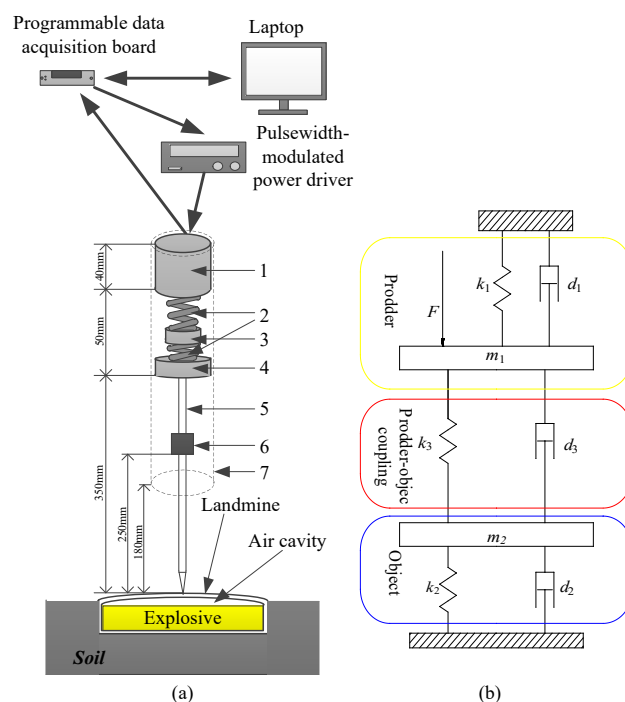 Programmable data
acquisition board
Laptop
Pulsewidth-
modulated
power driver
40mm
50mm
350mm
250mm
180mm
1
2
3
4
5
6
7
Landmine
Air cavity
Explosive
Soil
(a)
Prodder
F
k1
d1
m1
Prodder-objec
coupling
k3
d3
Object
m2
k2
d2
(b)